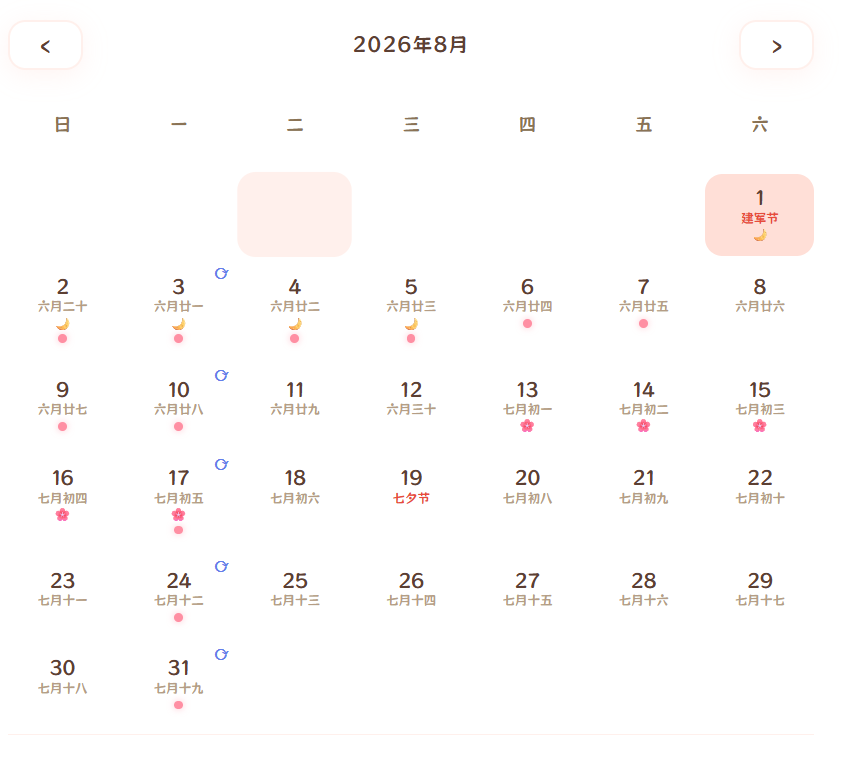 < 2026年8月 >
日 一 二 三 四 五 六
1
建军节
2 3 4 5 6 7 8
六月二十 六月廿一 六月廿二 六月廿三 六月廿四 六月廿五 六月廿六
9 10 11 12 13 14 15
六月廿七 六月廿八 六月廿九 六月三十 七月初一 七月初二 七月初三
16 17 18 19 20 21 22
七月初四 七月初五 七月初六 七夕节 七月初八 七月初九 七月初十
23 24 25 26 27 28 29
七月十一 七月十二 七月十三 七月十四 七月十五 七月十六 七月十七
30 31
七月十八 七月十九